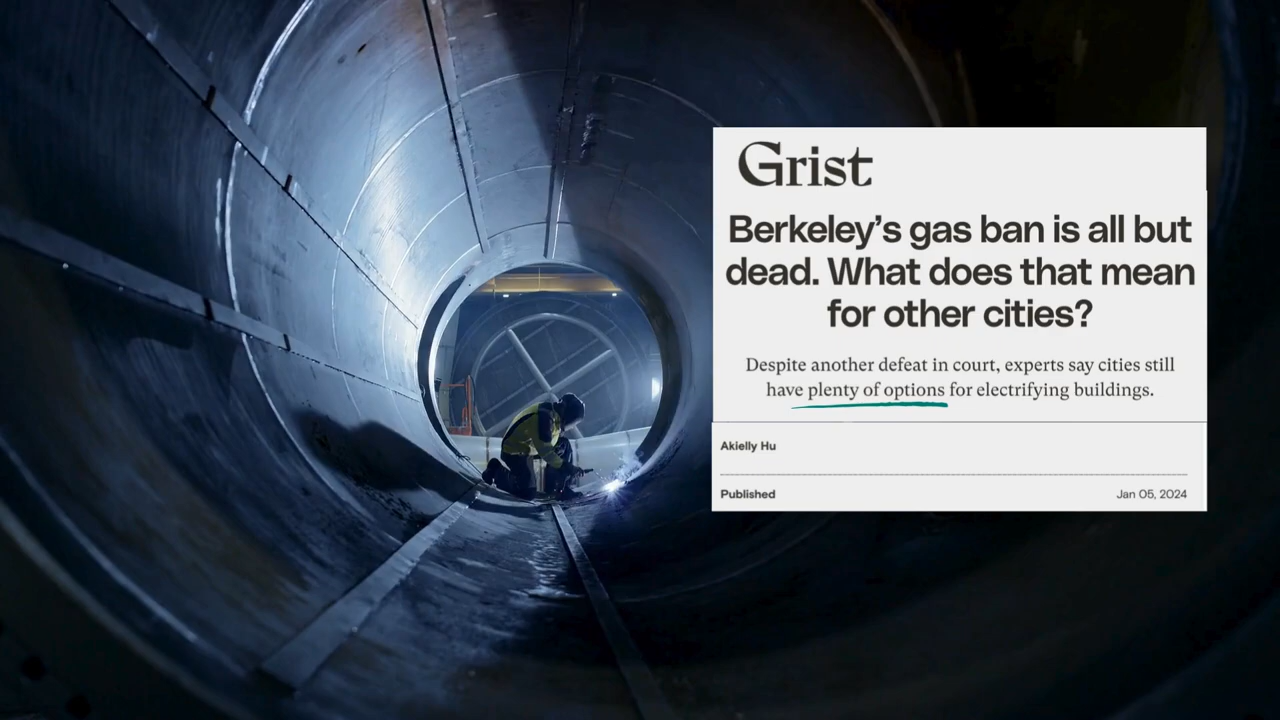 Grist
Berkeley’s gas ban is all but
dead. What does that mean
for other cities?
Despite another defeat in court, experts say cities still
have plenty of options for electrifying buildings.
Akielly Hu
Published Jan 05, 2024